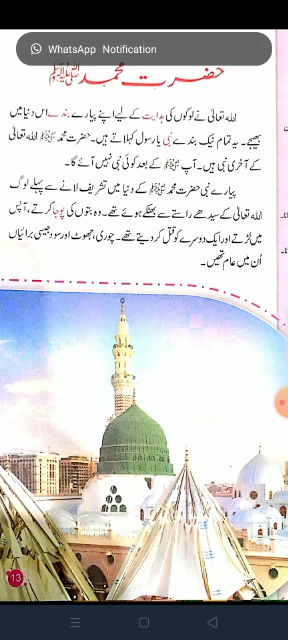 WhatsApp Notification
حضرت محمد ﷺ
اللہ تعالیٰ نے لوگوں کی ہدایت کے لیے اپنے پیارے بندے اس دنیا میں
بھیجے۔ یہ تمام نیک بندے نبی یا رسول کہلاتے ہیں۔ حضرت محمد ﷺ اللہ تعالیٰ
کے آخری نبی ہیں۔ آپ ﷺ کے بعد کوئی نبی نہیں آئے گا۔
پیارے نبی حضرت محمد ﷺ کے دنیا میں تشریف لانے سے پہلے لوگ
اللہ تعالیٰ کے سیدھے راستے سے بھٹکے ہوئے تھے۔ وہ بتوں کی پوجا کرتے، آپس
میں لڑتے اور ایک دوسرے کو قتل کر دیتے تھے۔ چوری، جھوٹ اور سود جیسی برائیاں
اُن میں عام تھیں۔
13